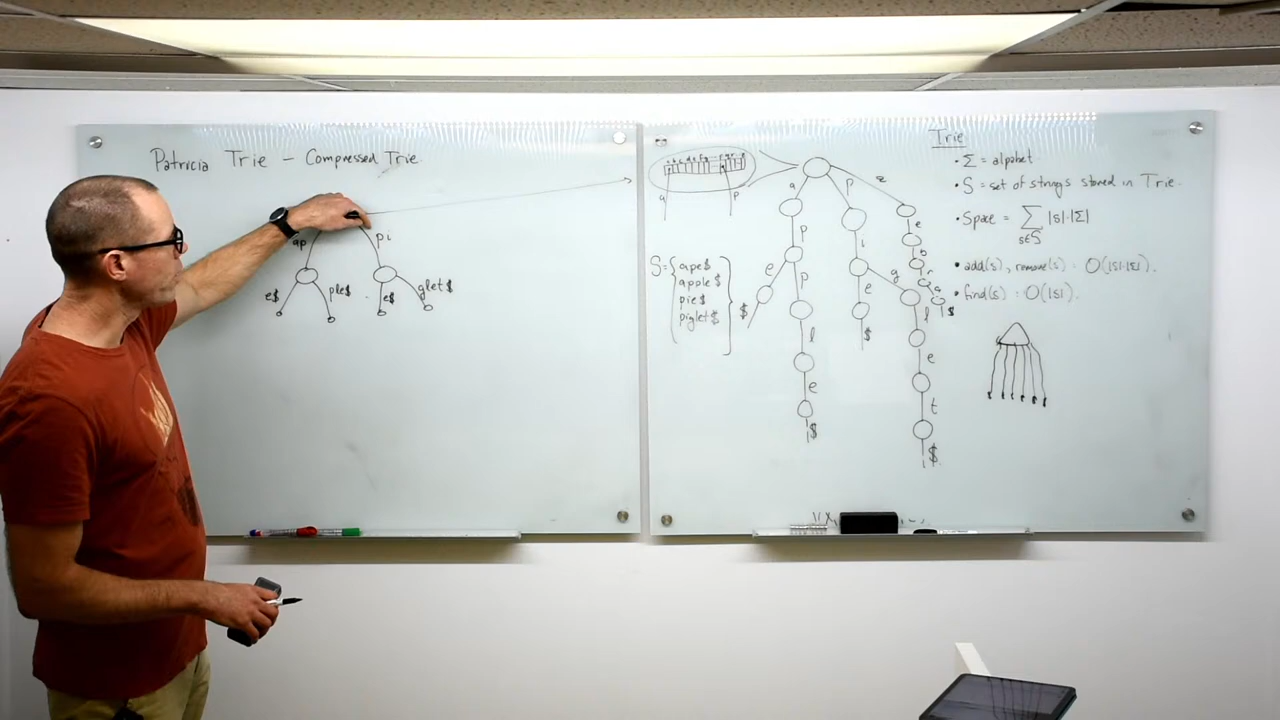 Patricia Trie - Compressed Trie
ap pi
e$ ple$ e$ glet$
a p z
p i e
e p e g b
$ l $ l r
e e a
$ t $
$
a p
S = { ape$
apple$
pie$
piglet$ }
Trie
• Σ = alphabet
• S = set of strings stored in Trie.
• Space = Σ |s|·|Σ|
s∈S
• add(s), remove(s) : O(|s|·|Σ|).
• find(s) : O(|s|).